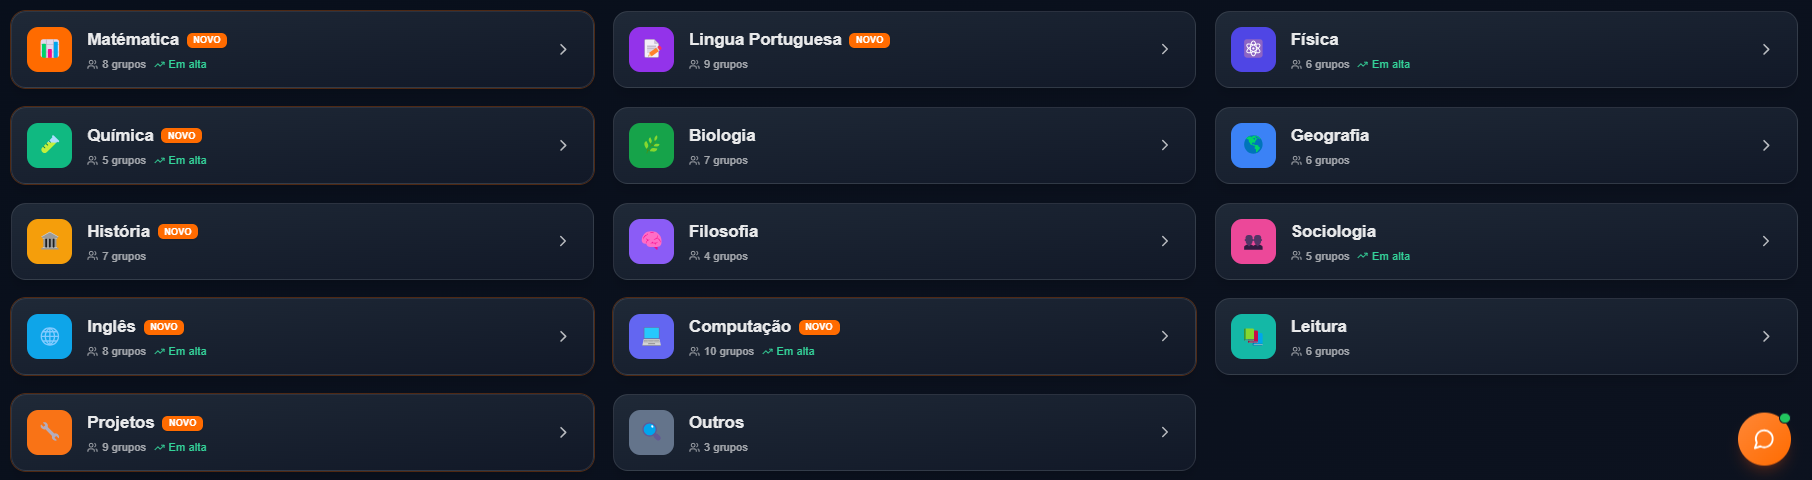 Matématica NOVO
8 grupos Em alta
Lingua Portuguesa NOVO
9 grupos
Física
6 grupos Em alta
Química NOVO
5 grupos Em alta
Biologia
7 grupos
Geografia
6 grupos
História NOVO
7 grupos
Filosofia
4 grupos
Sociologia
5 grupos Em alta
Inglês NOVO
8 grupos Em alta
Computação NOVO
10 grupos Em alta
Leitura
6 grupos
Projetos NOVO
9 grupos Em alta
Outros
3 grupos